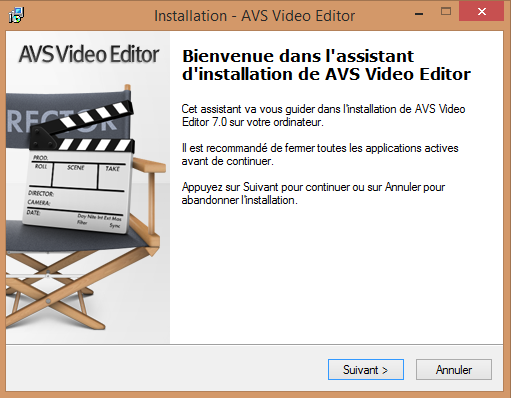 Installation - AVS Video Editor
AVS Video Editor
Bienvenue dans l'assistant
d'installation de AVS Video Editor
Cet assistant va vous guider dans l'installation de AVS Video
Editor 7.0 sur votre ordinateur.
Il est recommandé de fermer toutes les applications actives
avant de continuer.
Appuyez sur Suivant pour continuer ou sur Annuler pour
abandonner l'installation.
RECTOR
PROD.
ROLL SCENE TAKE
DIRECTOR:
CAMERA:
DATE: Day Nite Int Ext Mos
Filter Sync
Suivant >
Annuler